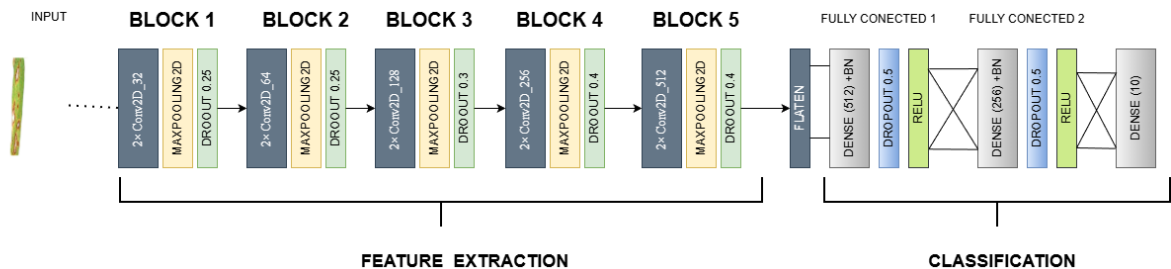 INPUT
BLOCK 1
BLOCK 2
BLOCK 3
BLOCK 4
BLOCK 5
FULLY CONECTED 1
FULLY CONECTED 2
2× Conv2D_32
MAXPOOLING2D
DROOUT 0.25
2× Conv2D_64
MAXPOOLING2D
DROOUT 0.25
2× Conv2D_128
MAXPOOLING2D
DROOUT 0.3
2× Conv2D_256
MAXPOOLING2D
DROOUT 0.4
2× Conv2D_512
MAXPOOLING2D
DROOUT 0.4
FLATEN
DENSE (512) +BN
DROPOUT 0.5
RELU
DENSE (256) +BN
DROPOUT 0.5
RELU
DENSE (10)
FEATURE EXTRACTION
CLASSIFICATION